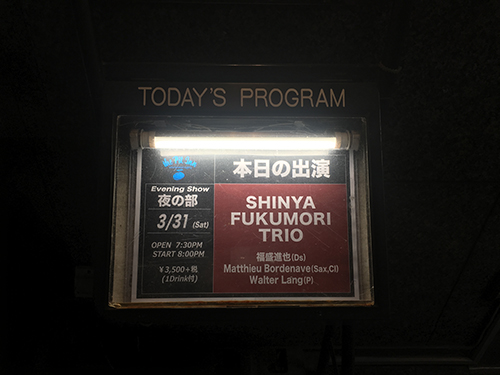 TODAY'S PROGRAM
本日の出演
Evening Show
夜の部
3/31 (Sat)
OPEN 7:30PM
START 8:00PM
¥3,500+税
(1Drink付)
SHINYA
FUKUMORI
TRIO
福盛進也(Ds)
Matthieu Bordenave(Sax,Cl)
Walter Lang(P)